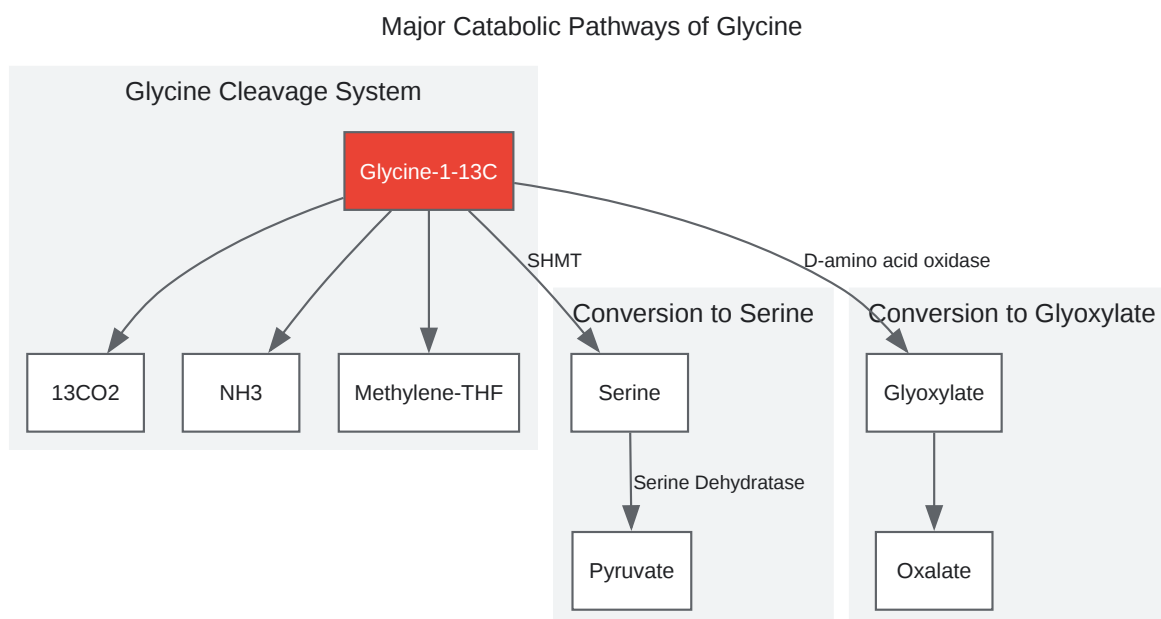 Major Catabolic Pathways of Glycine
Glycine Cleavage System
Glycine-1-13C
SHMT
D-amino acid oxidase
Conversion to Serine
Conversion to Glyoxylate
13CO2
NH3
Methylene-THF
Serine
Glyoxylate
Serine Dehydratase
Pyruvate
Oxalate